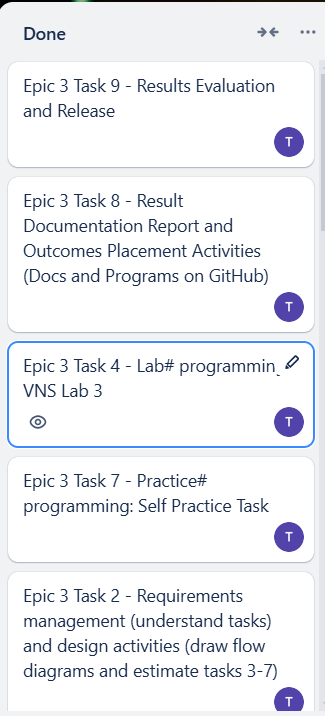 Done
Epic 3 Task 9 - Results Evaluation
and Release
T
Epic 3 Task 8 - Result
Documentation Report and
Outcomes Placement Activities
(Docs and Programs on GitHub)
T
Epic 3 Task 4 - Lab# programmin
VNS Lab 3
T
Epic 3 Task 7 - Practice#
programming: Self Practice Task
T
Epic 3 Task 2 - Requirements
management (understand tasks)
and design activities (draw flow
diagrams and estimate tasks 3-7)
T